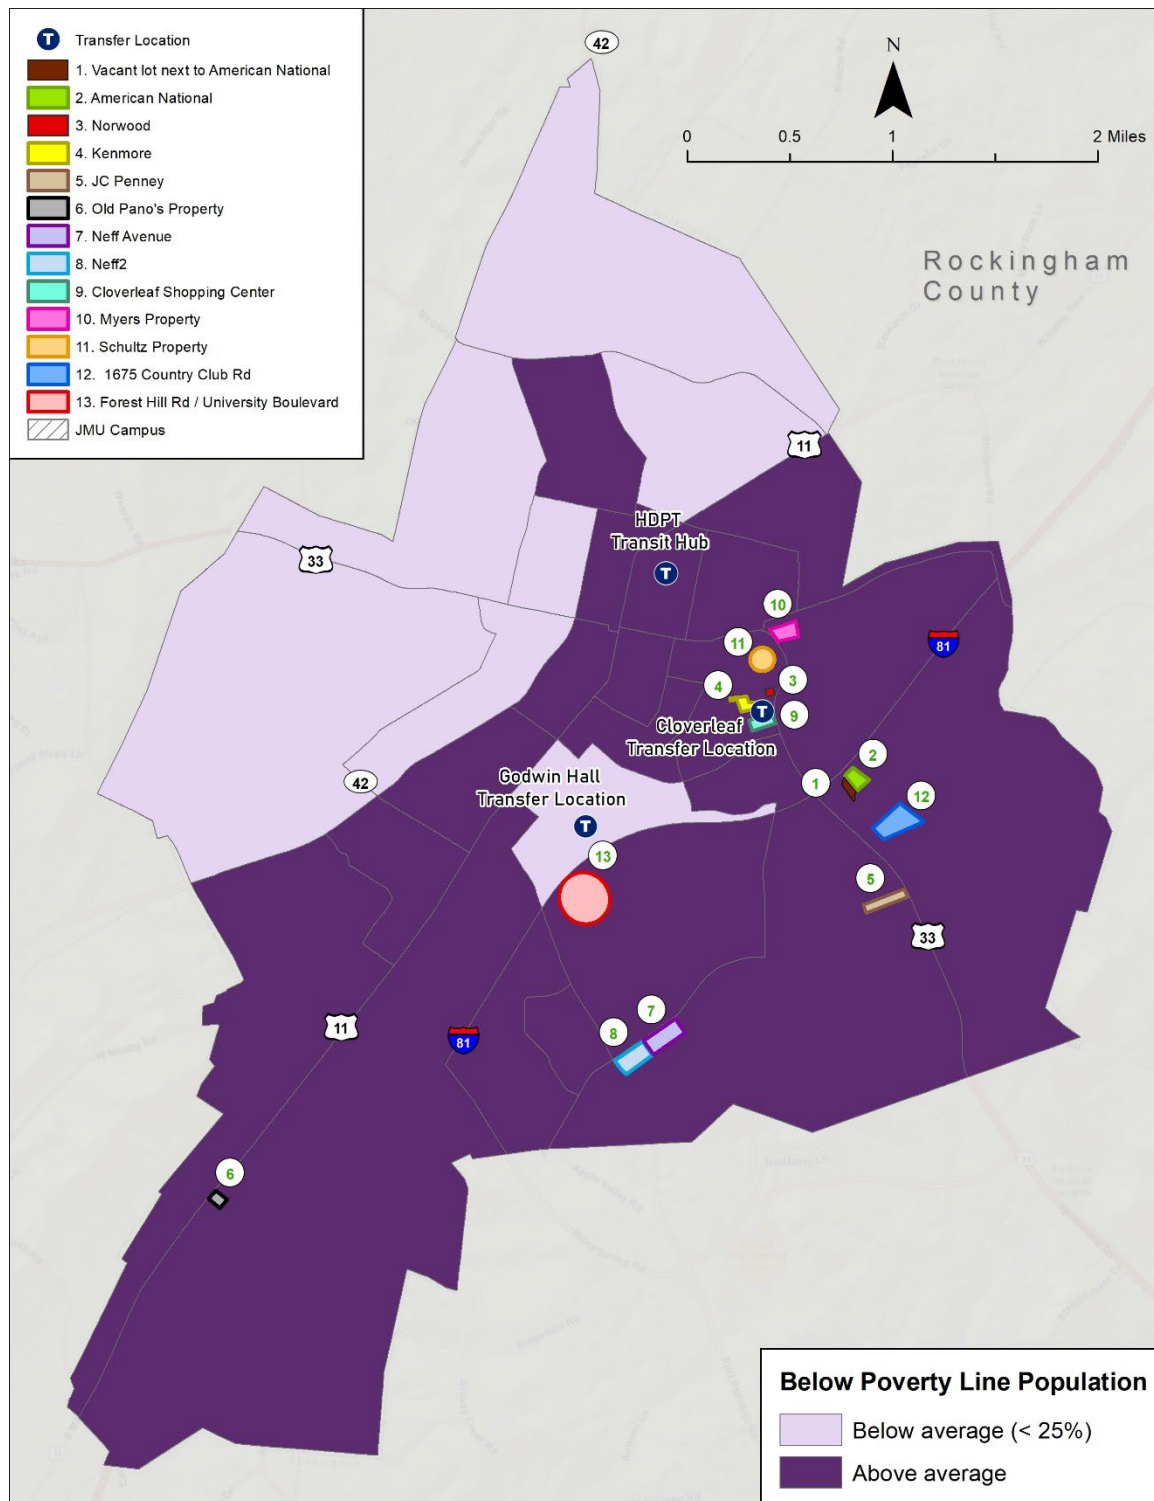 T Transfer Location
1. Vacant lot next to American National
2. American National
3. Norwood
4. Kenmore
5. JC Penney
6. Old Pano's Property
7. Neff Avenue
8. Neff2
9. Cloverleaf Shopping Center
10. Myers Property
11. Schultz Property
12. 1675 Country Club Rd
13. Forest Hill Rd / University Boulevard
JMU Campus
42
N
0 0.5 1 2 Miles
Rockingham
County
11
33
HDPT
Transit Hub
T
10
11
81
4
3
T
9
Cloverleaf
Transfer Location
2
1
12
42
Godwin Hall
Transfer Location
T
13
5
33
11
81
8
7
6
Below Poverty Line Population
Below average (< 25%)
Above average